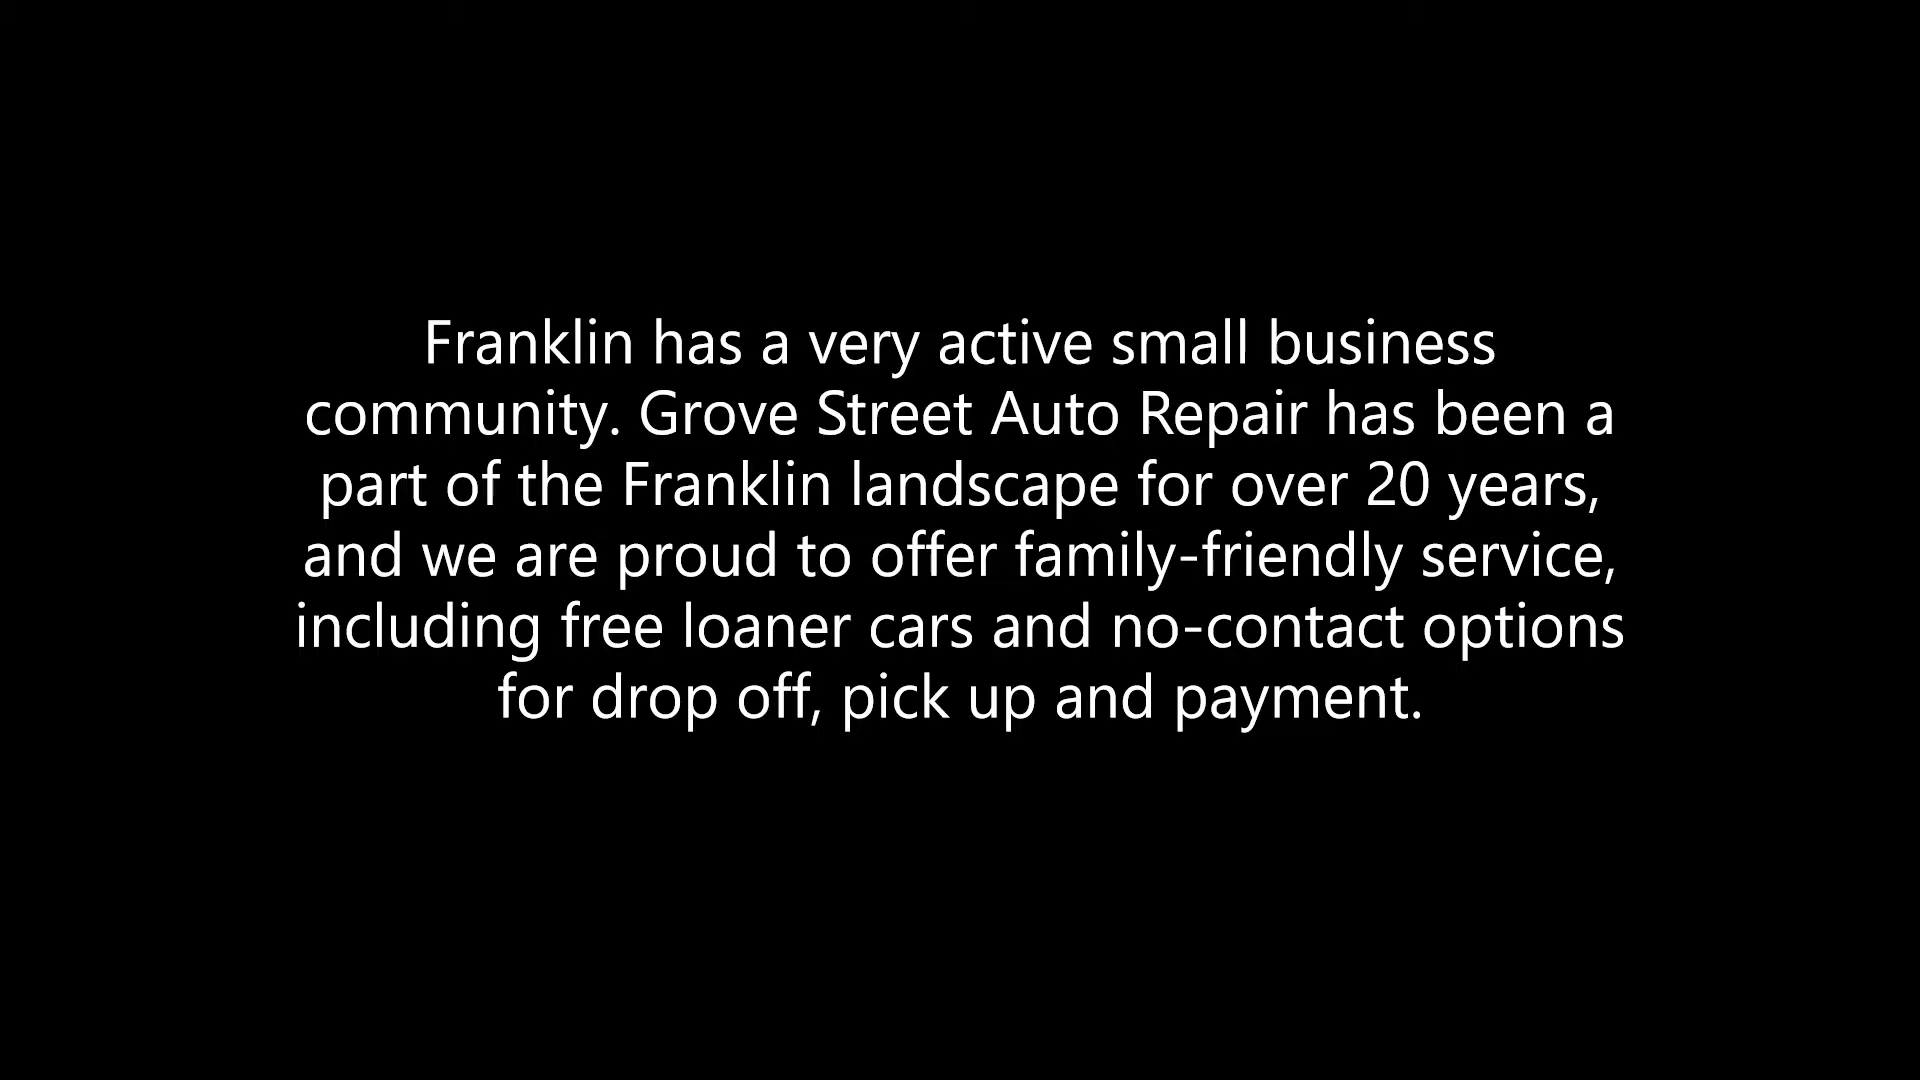 Franklin has a very active small business
community. Grove Street Auto Repair has been a
part of the Franklin landscape for over 20 years,
and we are proud to offer family-friendly service,
including free loaner cars and no-contact options
for drop off, pick up and payment.